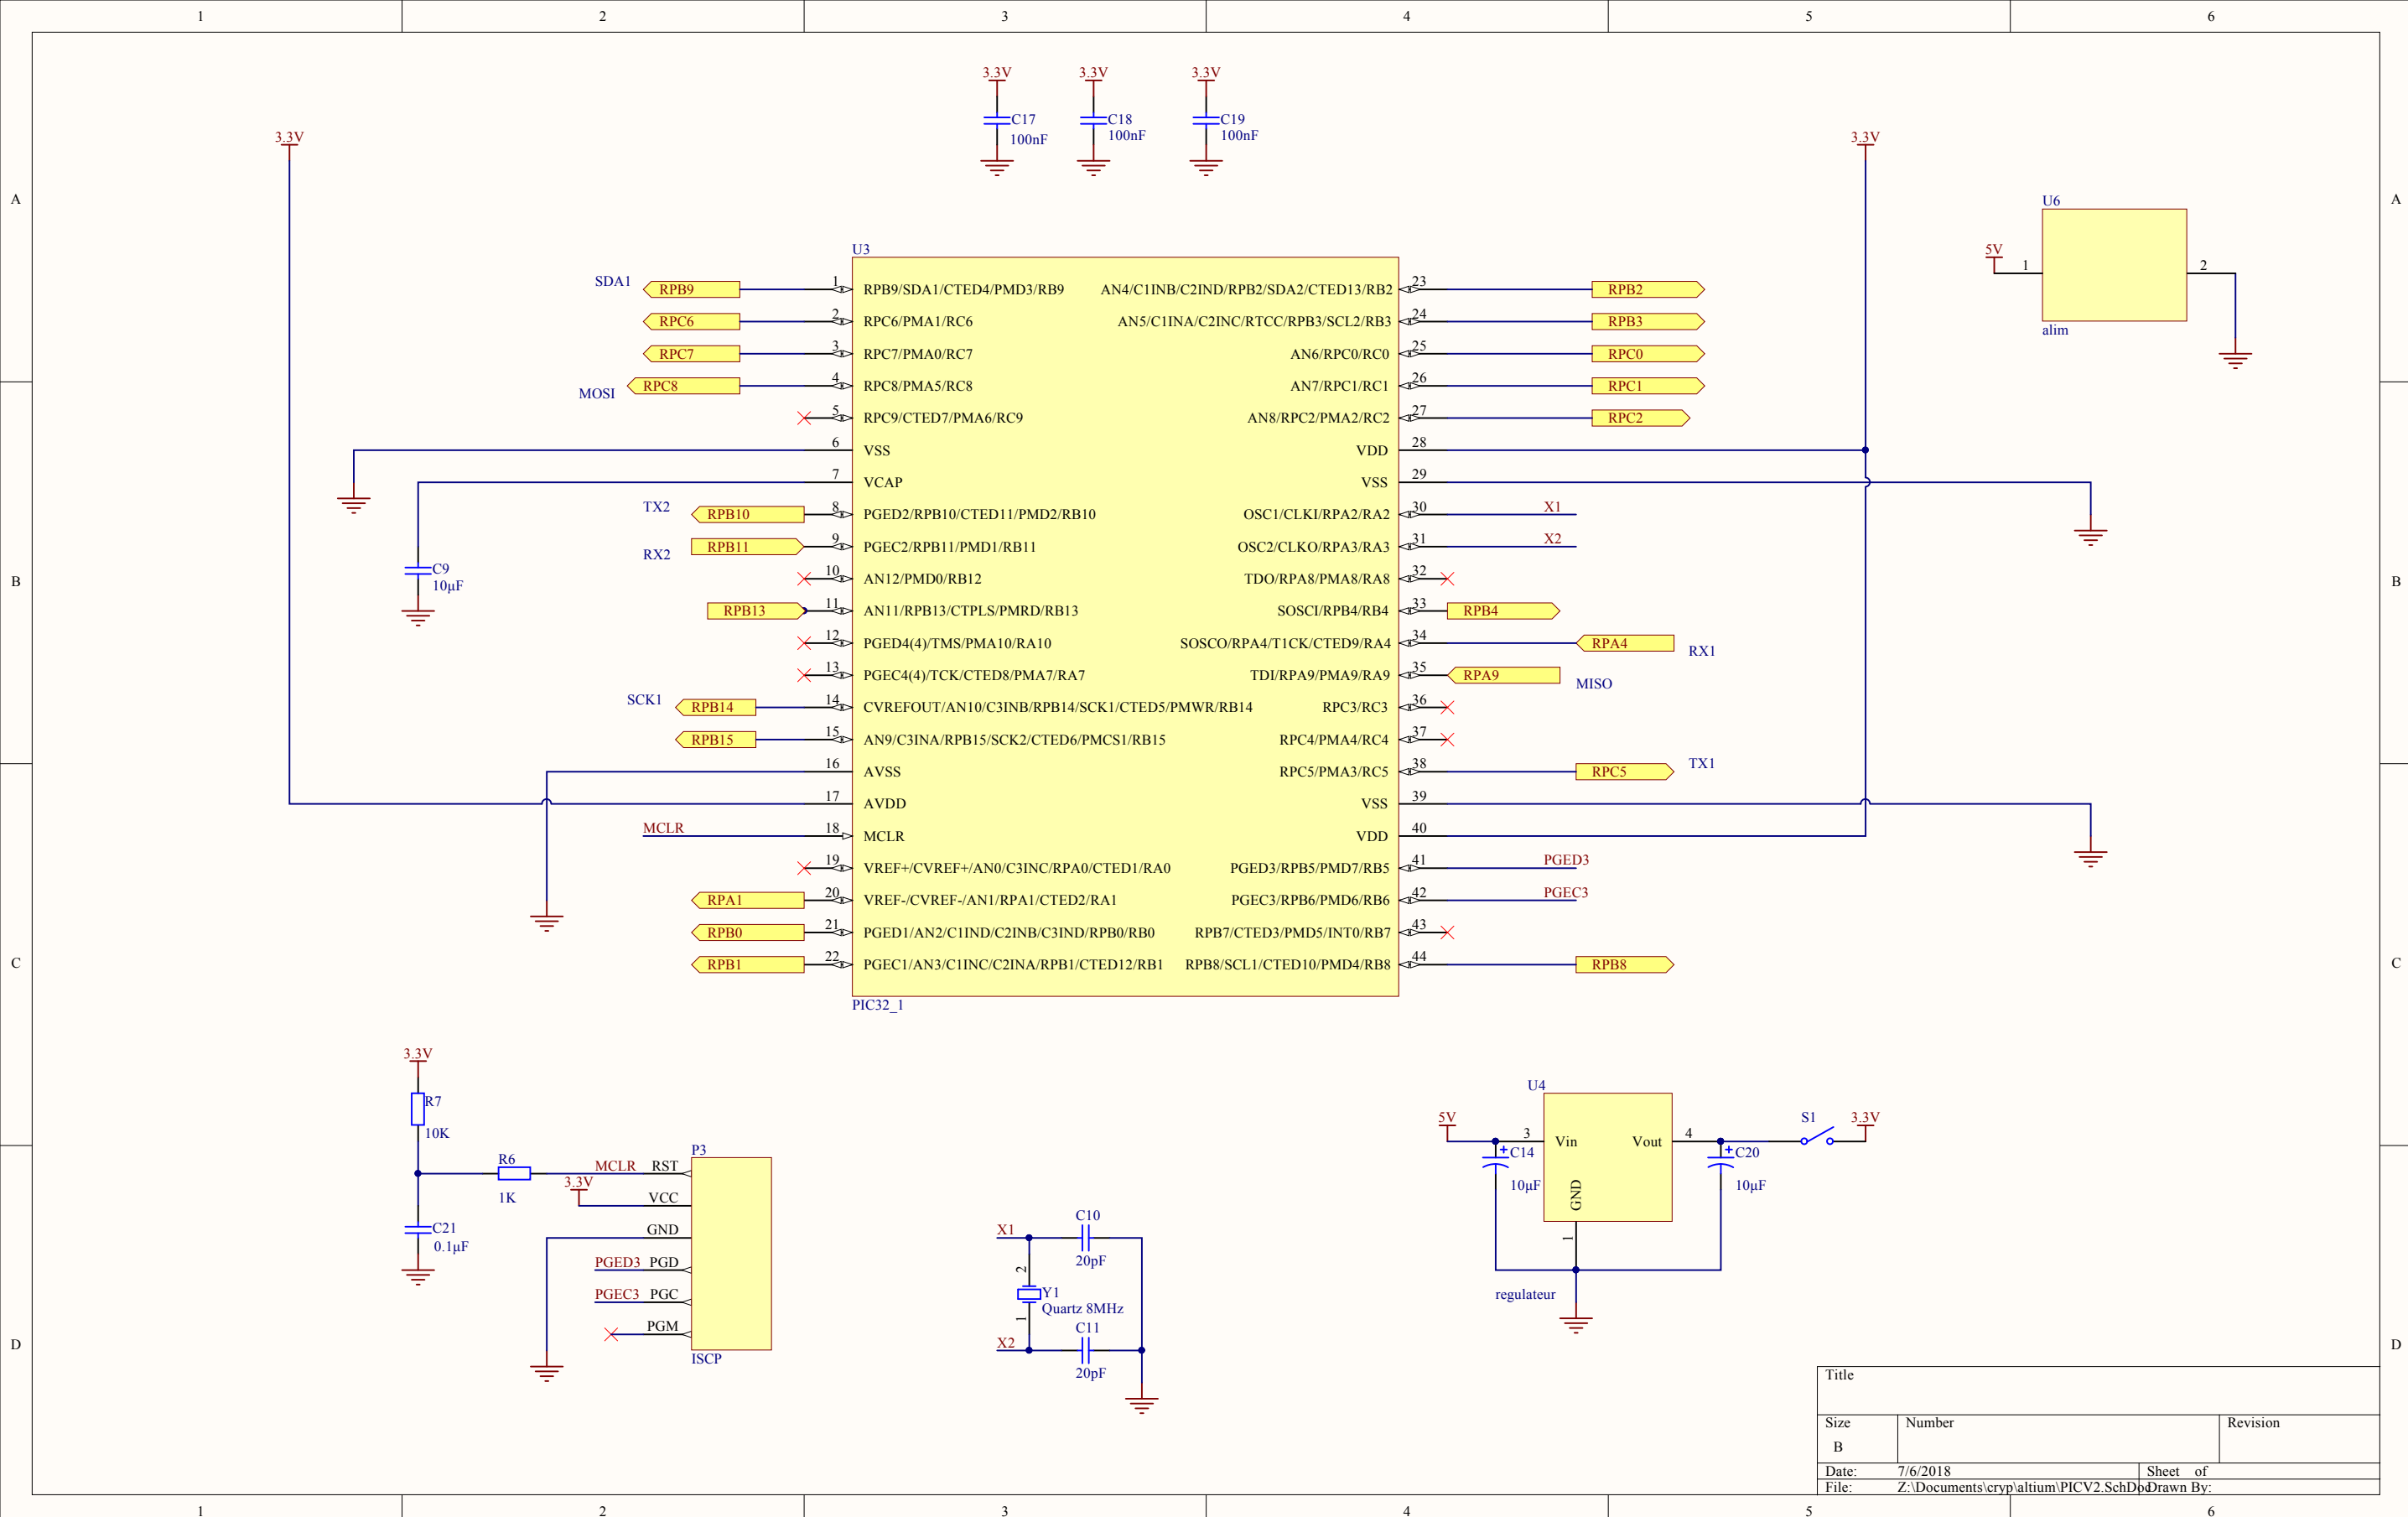 1 2 3 4 5 6
A A
B B
C C
D D
3.3V 3.3V 3.3V
C17 C18 C19
100nF 100nF 100nF
3.3V
3.3V
U6
5V 1 2
alim
U3
SDA1 RPB9 1 RPB9/SDA1/CTED4/PMD3/RB9
RPC6 2 RPC6/PMA1/RC6
RPC7 3 RPC7/PMA0/RC7
MOSI RPC8 4 RPC8/PMA5/RC8
5 RPC9/CTED7/PMA6/RC9
6 VSS
7 VCAP
C9
10µF
TX2 RPB10 8 PGED2/RPB10/CTED11/PMD2/RB10
RX2 RPB11 9 PGEC2/RPB11/PMD1/RB11
10 AN12/PMD0/RB12
RPB13 11 AN11/RPB13/CTPLS/PMRD/RB13
12 PGED4(4)/TMS/PMA10/RA10
13 PGEC4(4)/TCK/CTED8/PMA7/RA7
SCK1 RPB14 14 CVREFOUT/AN10/C3INB/RPB14/SCK1/CTED5/PMWR/RB14
RPB15 15 AN9/C3INA/RPB15/SCK2/CTED6/PMCS1/RB15
16 AVSS
17 AVDD
MCLR 18 MCLR
19 VREF+/CVREF+/AN0/C3INC/RPA0/CTED1/RA0
RPA1 20 VREF-/CVREF-/AN1/RPA1/CTED2/RA1
RPB0 21 PGED1/AN2/C1IND/C2INB/C3IND/RPB0/RB0
RPB1 22 PGEC1/AN3/C1INC/C2INA/RPB1/CTED12/RB1
AN4/C1INB/C2IND/RPB2/SDA2/CTED13/RB2 23 RPB2
AN5/C1INA/C2INC/RTCC/RPB3/SCL2/RB3 24 RPB3
AN6/RPC0/RC0 25 RPC0
AN7/RPC1/RC1 26 RPC1
AN8/RPC2/PMA2/RC2 27 RPC2
VDD 28
VSS 29
OSC1/CLKI/RPA2/RA2 30 X1
OSC2/CLKO/RPA3/RA3 31 X2
TDO/RPA8/PMA8/RA8 32
SOSCI/RPB4/RB4 33 RPB4
SOSCO/RPA4/T1CK/CTED9/RA4 34 RPA4 RX1
TDI/RPA9/PMA9/RA9 35 RPA9 MISO
RPC3/RC3 36
RPC4/PMA4/RC4 37
RPC5/PMA3/RC5 38 RPC5 TX1
VSS 39
VDD 40
PGED3/RPB5/PMD7/RB5 41 PGED3
PGEC3/RPB6/PMD6/RB6 42 PGEC3
RPB7/CTED3/PMD5/INT0/RB7 43
RPB8/SCL1/CTED10/PMD4/RB8 44 RPB8
PIC32_1
3.3V
R7
10K
R6
1K
C21
0.1µF
P3
MCLR RST
3.3V VCC
GND
PGED3 PGD
PGEC3 PGC
PGM
ISCP
X1 C10
20pF
2
Y1
Quartz 8MHz
1
X2 C11
20pF
U4
5V 3 Vin Vout 4 S1 3.3V
C14 C20
10µF 10µF
GND
1
regulateur
Title
Size Number Revision
B
Date: 7/6/2018 Sheet of
File: Z:\Documents\cryp\altium\PICV2.SchDoc Drawn By:
1 2 3 4 5 6